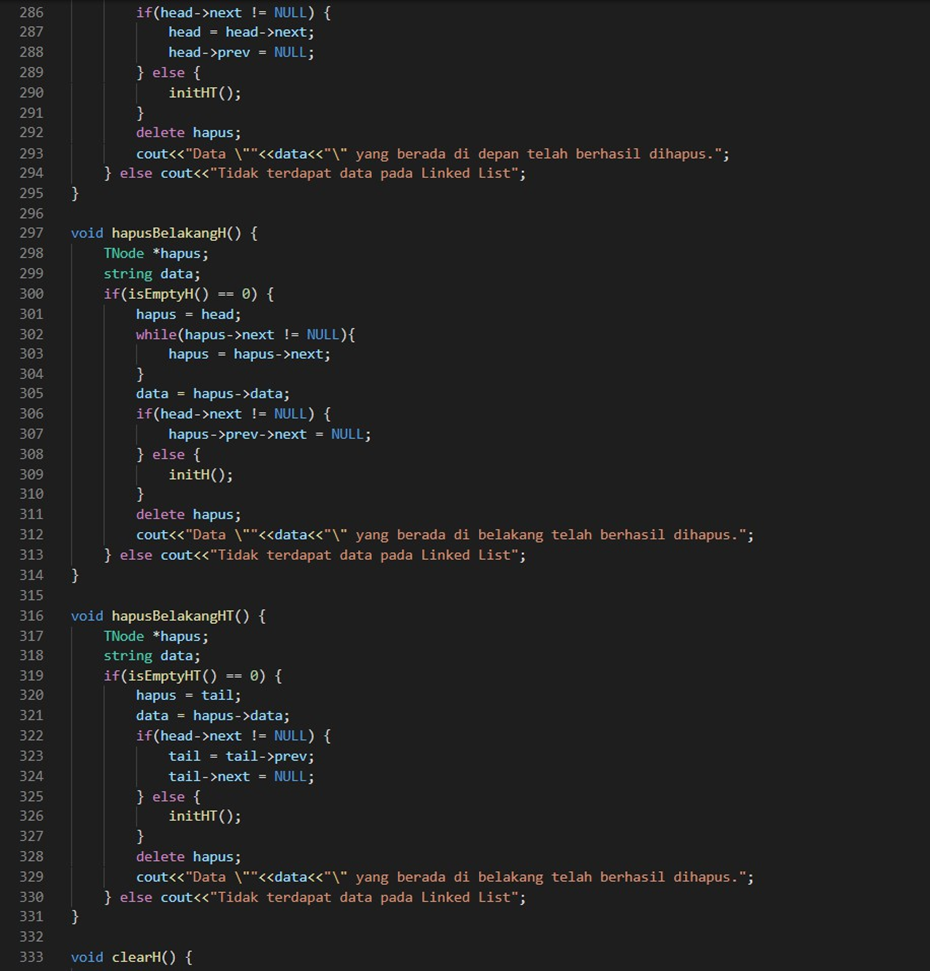 286         if(head->next != NULL) {
287             head = head->next;
288             head->prev = NULL;
289         } else {
290             initHT();
291         }
292         delete hapus;
293         cout<<"Data \""<<data<<"\" yang berada di depan telah berhasil dihapus.";
294     } else cout<<"Tidak terdapat data pada Linked List";
295 }
296
297 void hapusBelakangH() {
298     TNode *hapus;
299     string data;
300     if(isEmptyH() == 0) {
301         hapus = head;
302         while(hapus->next != NULL){
303             hapus = hapus->next;
304         }
305         data = hapus->data;
306         if(head->next != NULL) {
307             hapus->prev->next = NULL;
308         } else {
309             initH();
310         }
311         delete hapus;
312         cout<<"Data \""<<data<<"\" yang berada di belakang telah berhasil dihapus.";
313     } else cout<<"Tidak terdapat data pada Linked List";
314 }
315
316 void hapusBelakangHT() {
317     TNode *hapus;
318     string data;
319     if(isEmptyHT() == 0) {
320         hapus = tail;
321         data = hapus->data;
322         if(head->next != NULL) {
323             tail = tail->prev;
324             tail->next = NULL;
325         } else {
326             initHT();
327         }
328         delete hapus;
329         cout<<"Data \""<<data<<"\" yang berada di belakang telah berhasil dihapus.";
330     } else cout<<"Tidak terdapat data pada Linked List";
331 }
332
333 void clearH() {